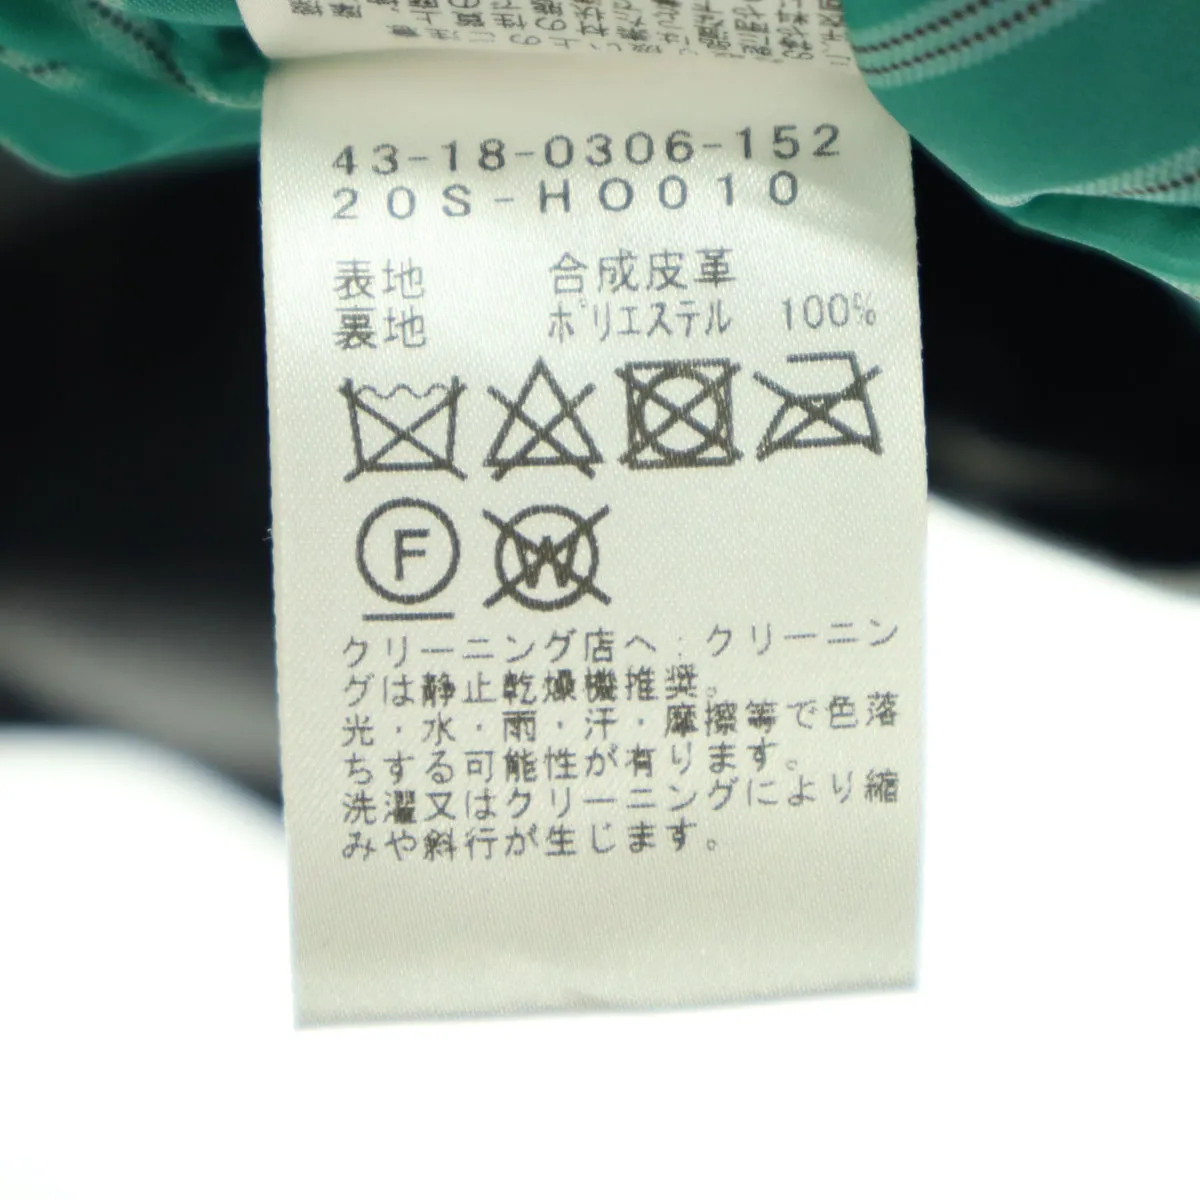 43-18-0306-152
20S-HO010
表地 合成皮革
裏地 ポリエステル 100%
F W
クリーニング店へ:クリーニン
グは静止乾燥機推奨。
光・水・雨・汗・摩擦等で色落
ちする可能性が有ります。
洗濯又はクリーニングにより縮
みや斜行が生じます。